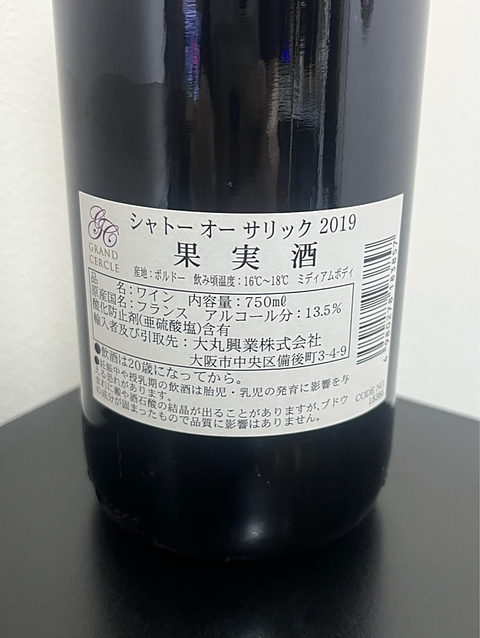 GC
GRAND
CERCLE
シャトー オー サリック 2019
果実酒
産地：ボルドー 飲み頃温度：16℃～18℃ ミディアムボディ
品名：ワイン 内容量：750mℓ
原産国名：フランス アルコール分：13.5%
酸化防止剤(亜硫酸塩)含有
輸入者及び引取先：大丸興業株式会社
大阪市中央区備後町3-4-9
●飲酒は20歳になってから。
●妊娠中や授乳期の飲酒は胎児・乳児の発育に影響を与
える恐れがあります。
●まれに澱や酒石酸の結晶が出ることがありますが、ブドウ
の成分が固まったもので品質に影響はありません。
CODE NO.